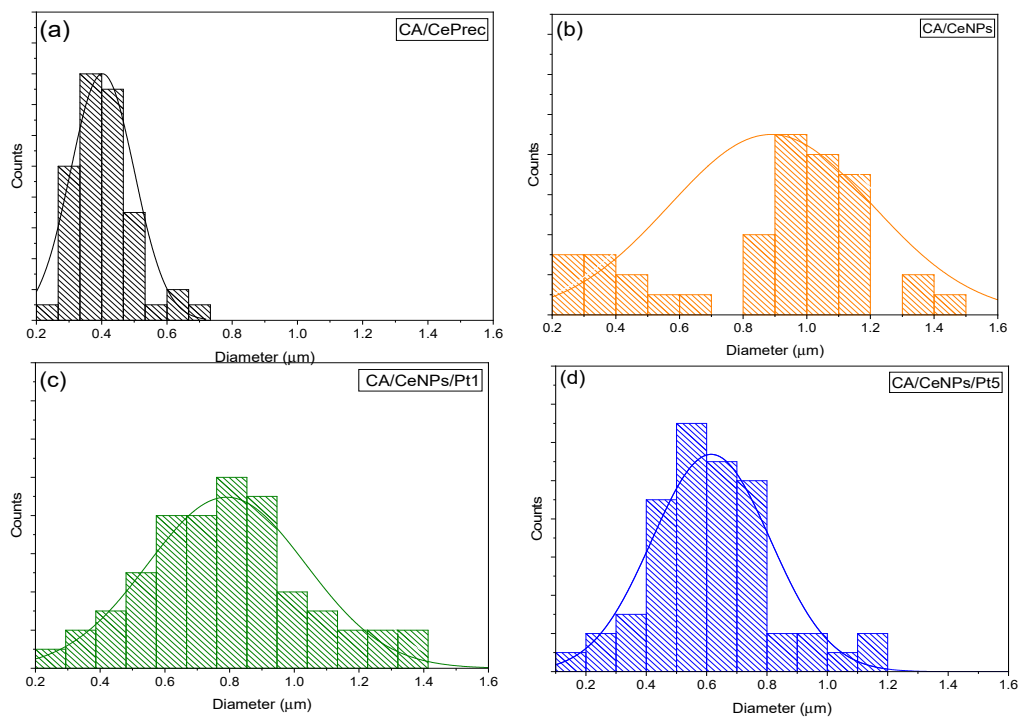 (a)
CA/CePrec
Counts
0.2 0.4 0.6 0.8 1.0 1.2 1.4 1.6
Diameter (μm)
(b)
CA/CeNPs
Counts
0.2 0.4 0.6 0.8 1.0 1.2 1.4 1.6
Diameter (μm)
(c)
CA/CeNPs/Pt1
Counts
0.2 0.4 0.6 0.8 1.0 1.2 1.4 1.6
Diameter (μm)
(d)
CA/CeNPs/Pt5
Counts
0.2 0.4 0.6 0.8 1.0 1.2 1.4 1.6
Diameter (μm)